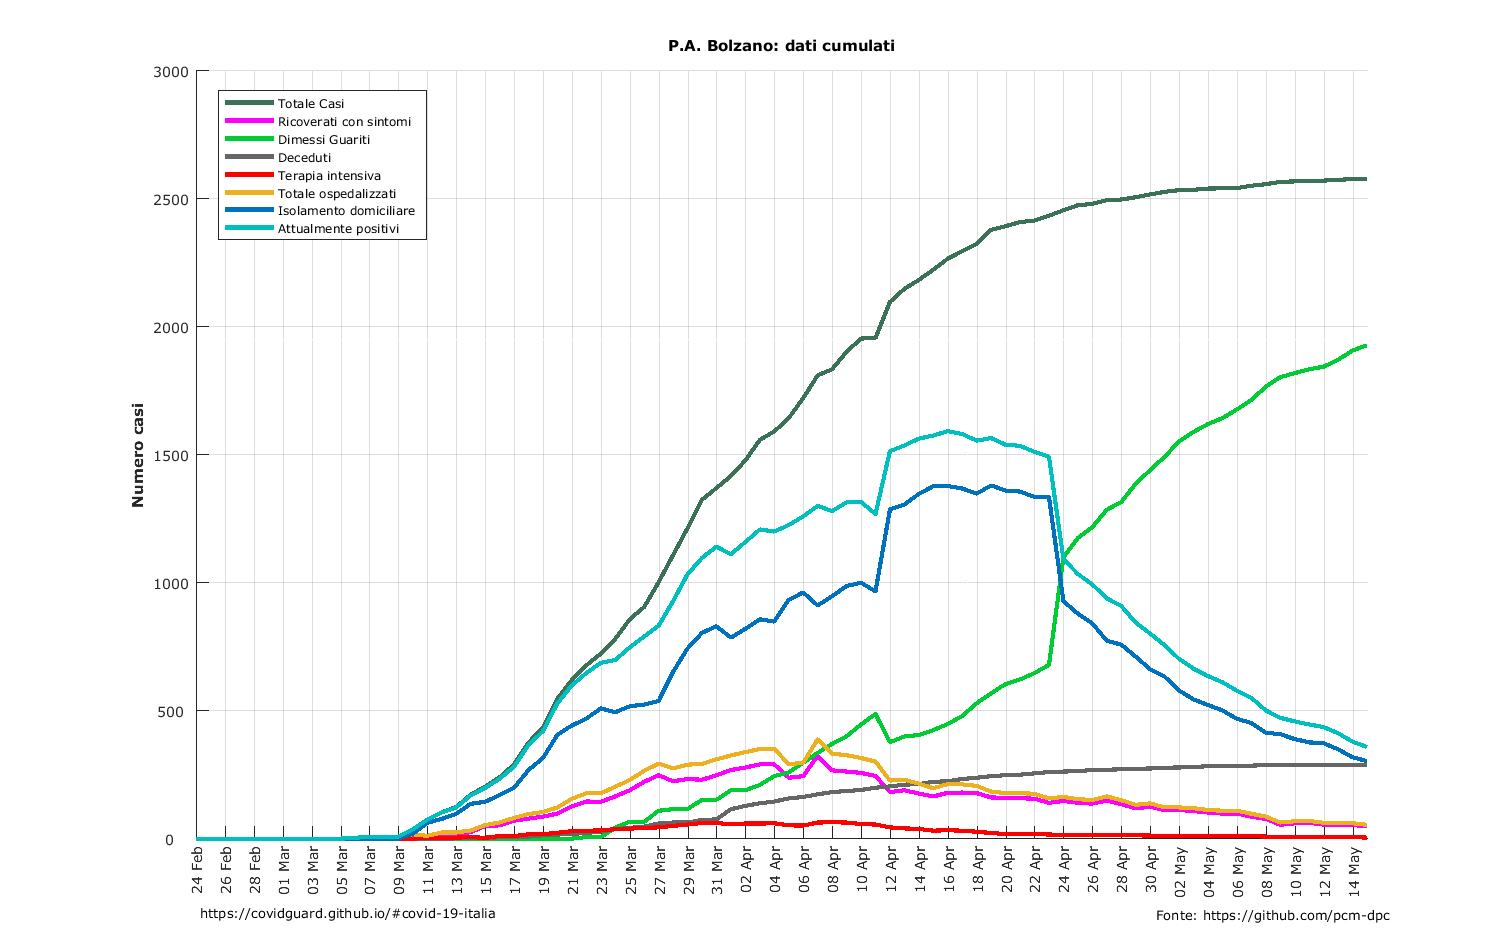 P.A. Bolzano: dati cumulati
3000
2500
2000
1500
1000
500
0
Numero casi
Totale Casi
Ricoverati con sintomi
Dimessi Guariti
Deceduti
Terapia intensiva
Totale ospedalizzati
Isolamento domiciliare
Attualmente positivi
24 Feb
26 Feb
28 Feb
01 Mar
03 Mar
05 Mar
07 Mar
09 Mar
11 Mar
13 Mar
15 Mar
17 Mar
19 Mar
21 Mar
23 Mar
25 Mar
27 Mar
29 Mar
31 Mar
02 Apr
04 Apr
06 Apr
08 Apr
10 Apr
12 Apr
14 Apr
16 Apr
18 Apr
20 Apr
22 Apr
24 Apr
26 Apr
28 Apr
30 Apr
02 May
04 May
06 May
08 May
10 May
12 May
14 May
https://covidguard.github.io/#covid-19-italia
Fonte: https://github.com/pcm-dpc